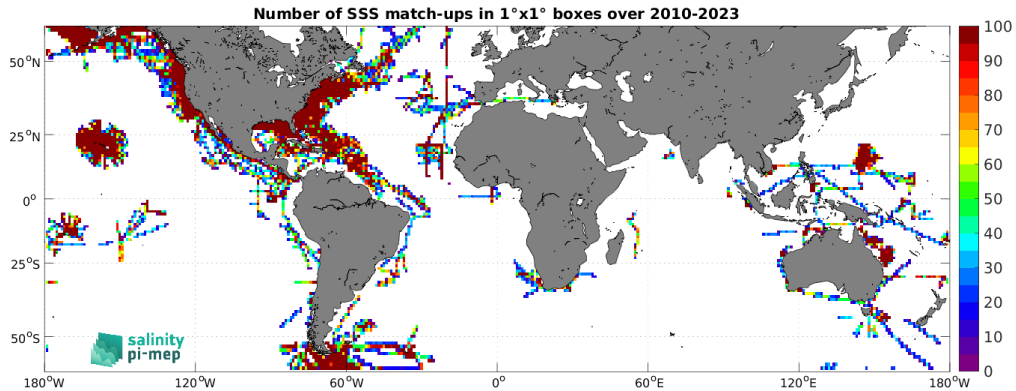 Number of SSS match-ups in 1°x1° boxes over 2010-2023
50°N
25°N
0°
25°S
50°S
180°W
120°W
60°W
0°
60°E
120°E
180°W
100
90
80
70
60
50
40
30
20
10
0
salinity
pi-mep